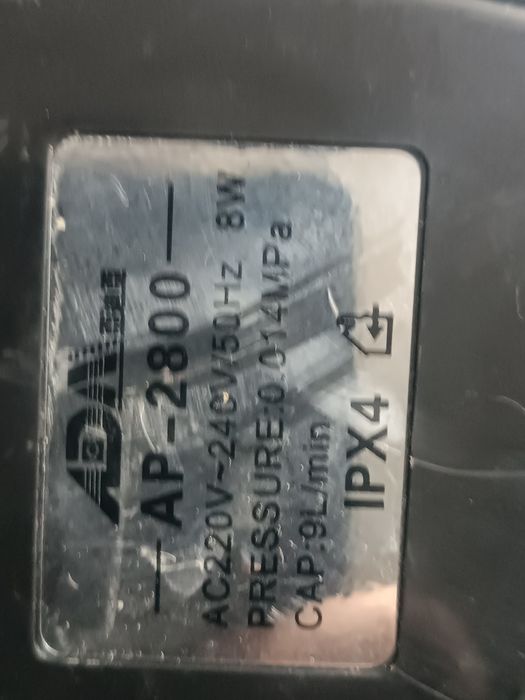 — AP-2800 —
AC220V~240V/50Hz 8W
PRESSURE:0.014MPa
CAP:9L/min
IPX4